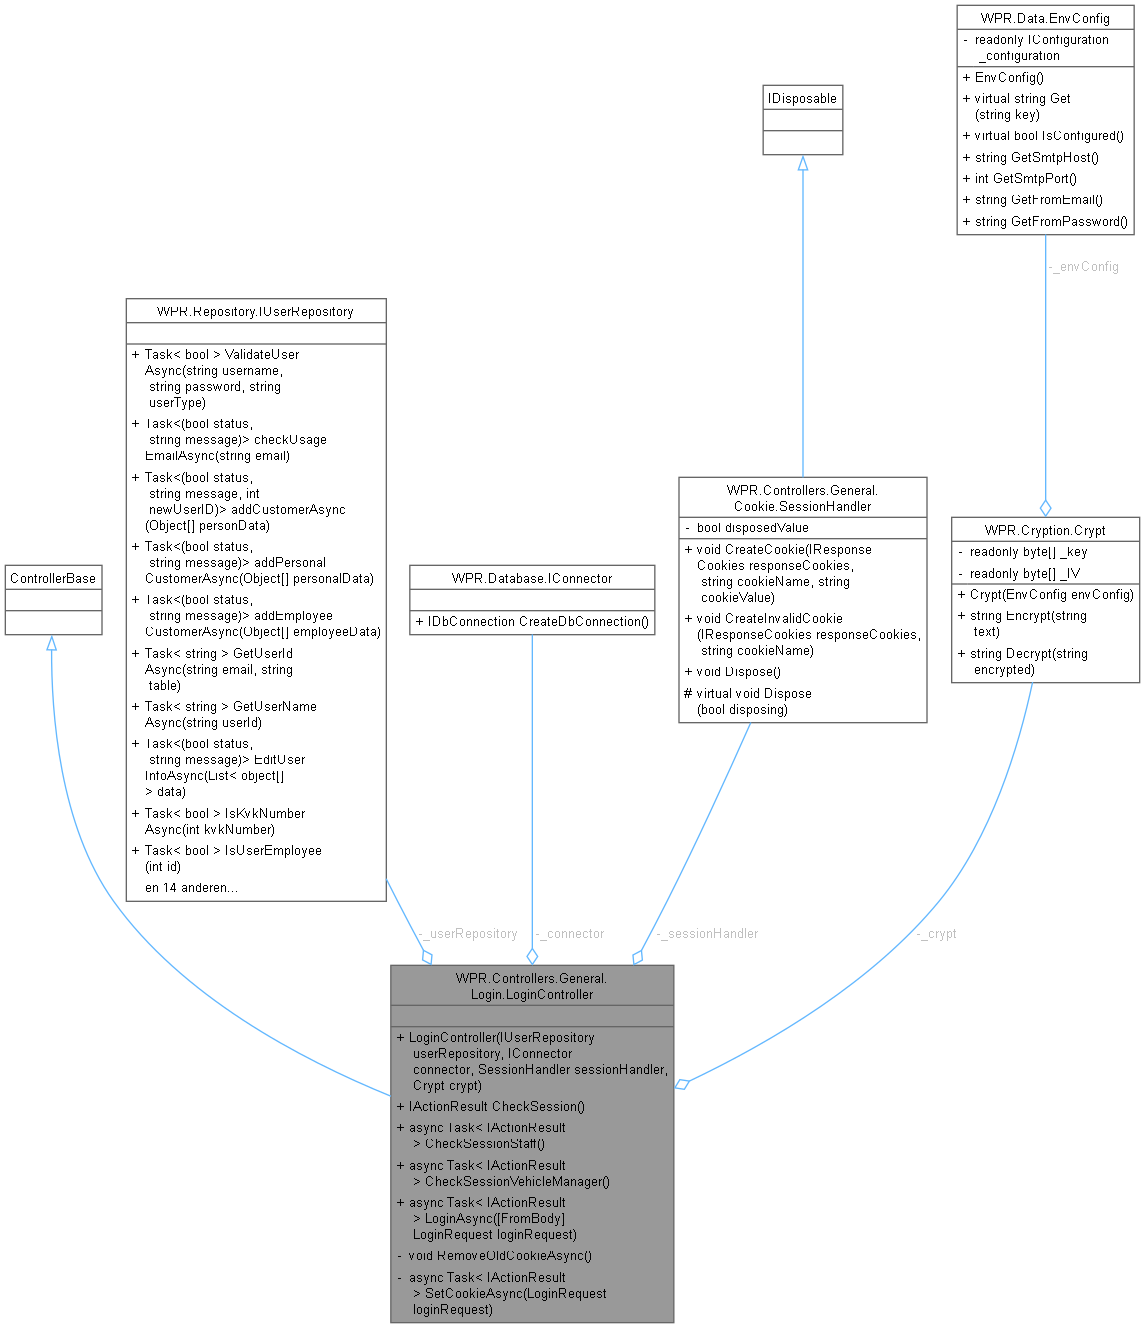 WPR.Data.EnvConfig
- readonly IConfiguration
_configuration
+ EnvConfig()
+ virtual string Get
(string key)
+ virtual bool IsConfigured()
+ string GetSmtpHost()
+ int GetSmtpPort()
+ string GetFromEmail()
+ string GetFromPassword()
IDisposable
-_envConfig
WPR.Repository.IUserRepository
+ Task< bool > ValidateUser
Async(string username,
string password, string
userType)
+ Task<(bool status,
string message)> checkUsage
EmailAsync(string email)
+ Task<(bool status,
string message, int
newUserID)> addCustomerAsync
(Object[] personData)
+ Task<(bool status,
string message)> addPersonal
CustomerAsync(Object[] personalData)
+ Task<(bool status,
string message)> addEmployee
CustomerAsync(Object[] employeeData)
+ Task< string > GetUserId
Async(string email, string
table)
+ Task< string > GetUserName
Async(string userId)
+ Task<(bool status,
string message)> EditUser
InfoAsync(List< object[]
> data)
+ Task< bool > IsKvkNumber
Async(int kvkNumber)
+ Task< bool > IsUserEmployee
(int id)
en 14 anderen...
WPR.Controllers.General.
Cookie.SessionHandler
- bool disposedValue
+ void CreateCookie(IResponse
Cookies responseCookies,
string cookieName, string
cookieValue)
+ void CreateInvalidCookie
(IResponseCookies responseCookies,
string cookieName)
+ void Dispose()
# virtual void Dispose
(bool disposing)
WPR.Cryption.Crypt
- readonly byte[] _key
- readonly byte[] _IV
+ Crypt(EnvConfig envConfig)
+ string Encrypt(string
text)
+ string Decrypt(string
encrypted)
ControllerBase
WPR.Database.IConnector
+ IDbConnection CreateDbConnection()
-_userRepository
-_connector
-_sessionHandler
-_crypt
WPR.Controllers.General.
Login.LoginController
+ LoginController(IUserRepository
userRepository, IConnector
connector, SessionHandler sessionHandler,
Crypt crypt)
+ IActionResult CheckSession()
+ async Task< IActionResult
> CheckSessionStaff()
+ async Task< IActionResult
> CheckSessionVehicleManager()
+ async Task< IActionResult
> LoginAsync([FromBody]
LoginRequest loginRequest)
- void RemoveOldCookieAsync()
- async Task< IActionResult
> SetCookieAsync(LoginRequest
loginRequest)